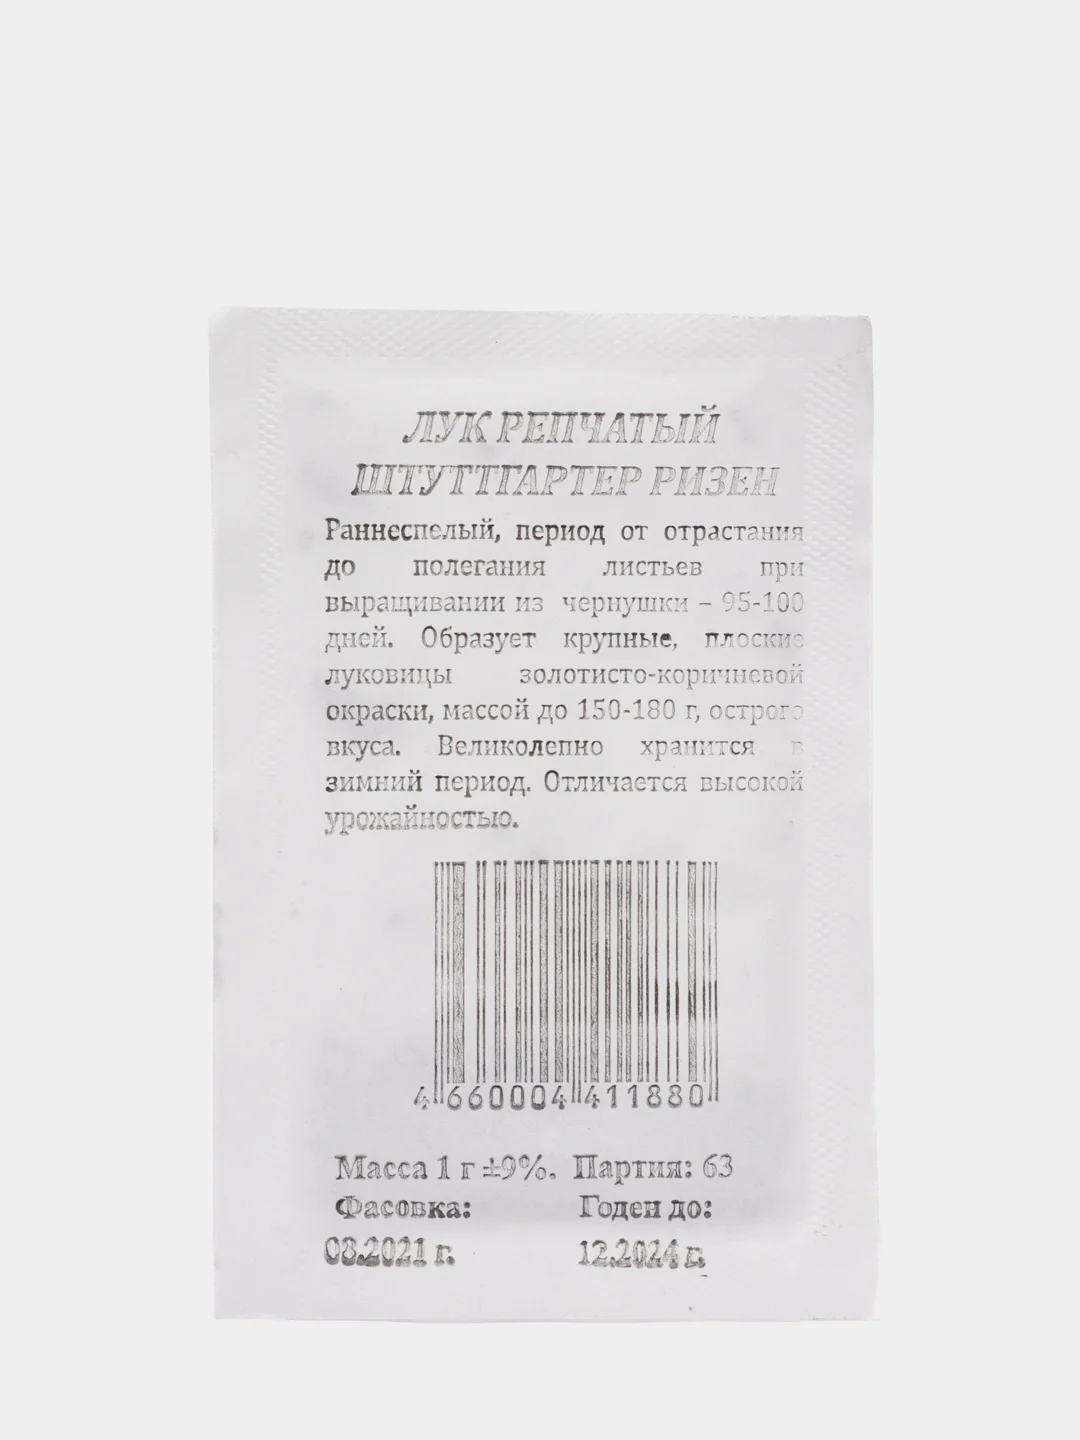 ЛУК РЕПЧАТЫЙ
ШТУТТГАРТЕР РИЗЕН
Раннеспелый, период от отрастания
до полегания листьев при
выращивании из чернушки – 95-100
дней. Образует крупные, плоские
луковицы золотисто-коричневой
окраски, массой до 150-180 г, острого
вкуса. Великолепно хранится в
зимний период. Отличается высокой
урожайностью.
4 660004 411880
Масса 1 г ±9%. Партия: 63
Фасовка: Годен до:
08.2021 г. 12.2024 г.